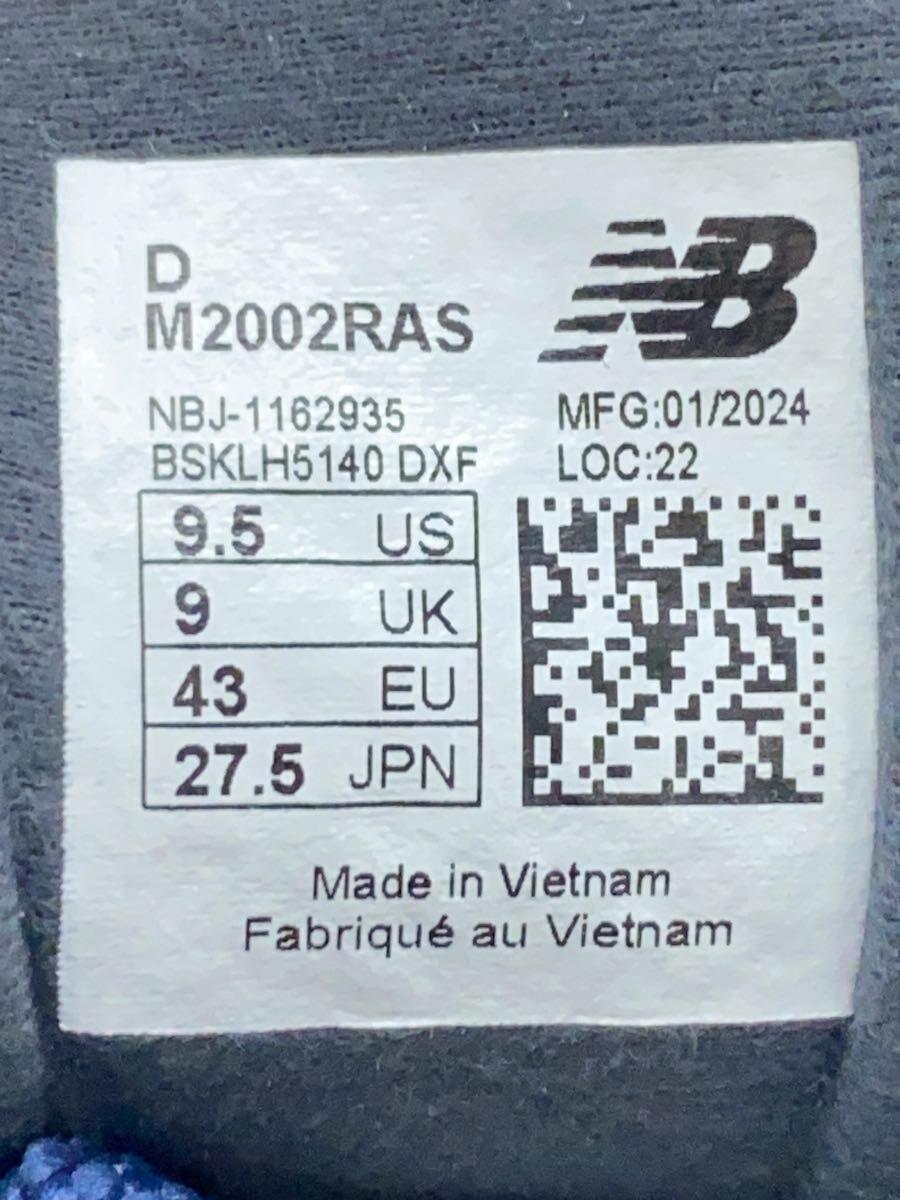 D
M2002RAS
NB
NBJ-1162935
MFG:01/2024
BSKLH5140 DXF
LOC:22
9.5 US
9 UK
43 EU
27.5 JPN
Made in Vietnam
Fabriqué au Vietnam